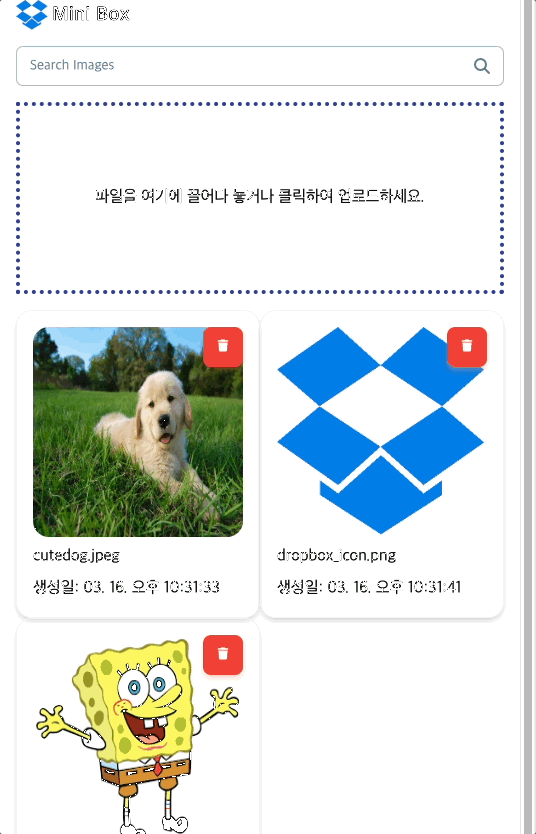 Mini Box
Search Images
파일을 여기에 끌어다 놓거나 클릭하여 업로드하세요.
cutedog.jpeg
dropbox_icon.png
생성일: 03. 16. 오후 10:31:33
생성일: 03. 16. 오후 10:31:41